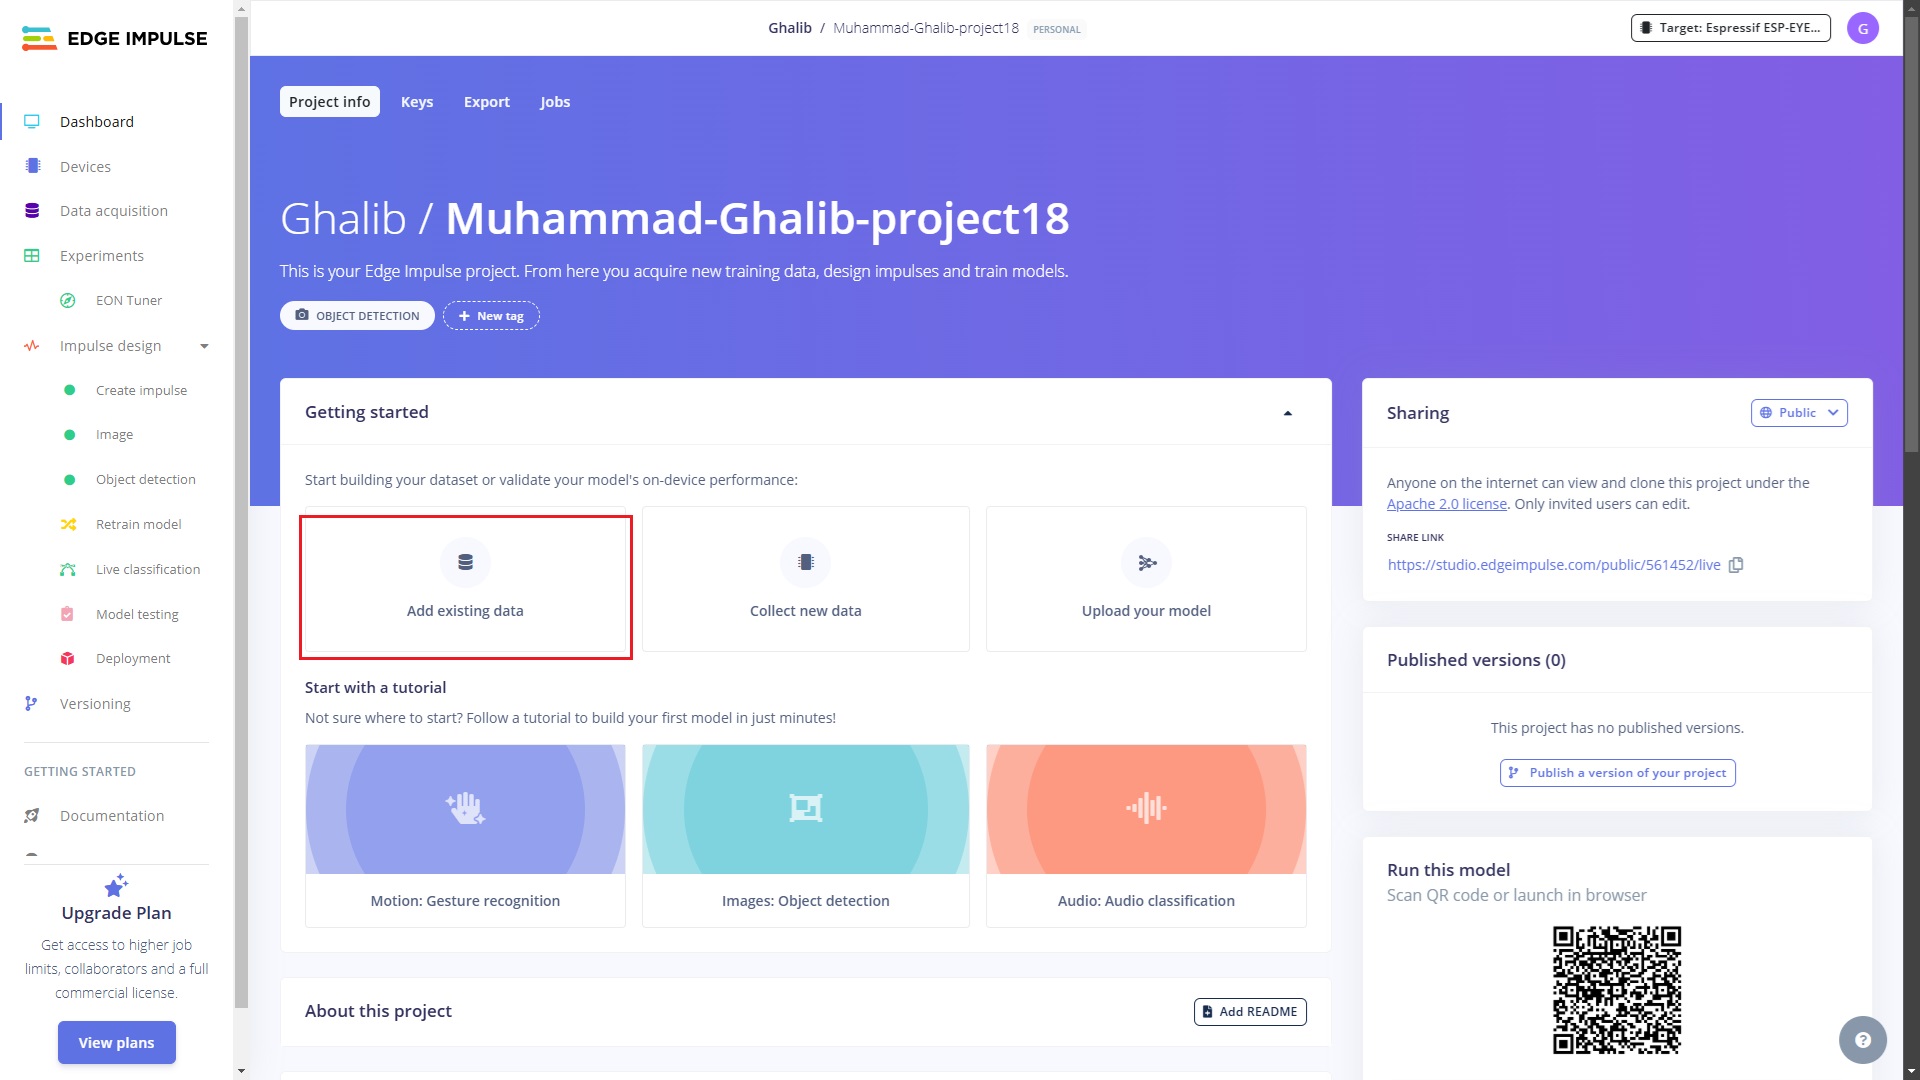 EDGE IMPULSE
Dashboard
Devices
Data acquisition
Experiments
EON Tuner
Impulse design
Create impulse
Image
Object detection
Retrain model
Live classification
Model testing
Deployment
Versioning
GETTING STARTED
Documentation
Upgrade Plan
Get access to higher job
limits, collaborators and a full
commercial license.
View plans
Ghalib / Muhammad-Ghalib-project18 PERSONAL
Target: Espressif ESP-EYE...
G
Project info Keys Export Jobs
Ghalib / Muhammad-Ghalib-project18
This is your Edge Impulse project. From here you acquire new training data, design impulses and train models.
OBJECT DETECTION
+ New tag
Getting started
Start building your dataset or validate your model's on-device performance:
Add existing data
Collect new data
Upload your model
Start with a tutorial
Not sure where to start? Follow a tutorial to build your first model in just minutes!
Motion: Gesture recognition
Images: Object detection
Audio: Audio classification
About this project
Add README
Sharing
Public
Anyone on the internet can view and clone this project under the
Apache 2.0 license. Only invited users can edit.
SHARE LINK
https://studio.edgeimpulse.com/public/561452/live
Published versions (0)
This project has no published versions.
Publish a version of your project
Run this model
Scan QR code or launch in browser
?